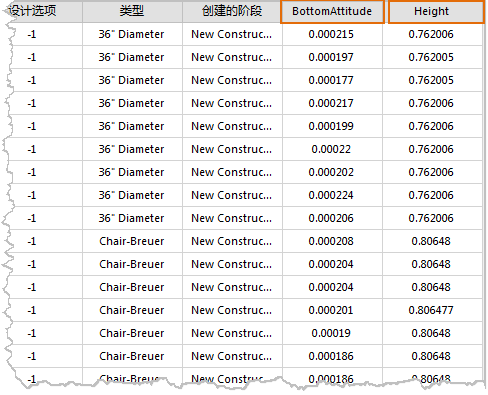 设计选项 类型 创建的阶段 BottomAttitude Height
-1 36" Diameter New Construc... 0.000215 0.762006
-1 36" Diameter New Construc... 0.000197 0.762005
-1 36" Diameter New Construc... 0.000177 0.762005
-1 36" Diameter New Construc... 0.000217 0.762006
-1 36" Diameter New Construc... 0.000199 0.762006
-1 36" Diameter New Construc... 0.00022 0.762006
-1 36" Diameter New Construc... 0.000202 0.762006
-1 36" Diameter New Construc... 0.000224 0.762006
-1 36" Diameter New Construc... 0.000206 0.762006
-1 Chair-Breuer New Construc... 0.000208 0.80648
-1 Chair-Breuer New Construc... 0.000204 0.80648
-1 Chair-Breuer New Construc... 0.000204 0.80648
-1 Chair-Breuer New Construc... 0.000201 0.806477
-1 Chair-Breuer New Construc... 0.00019 0.80648
-1 Chair-Breuer New Construc... 0.000186 0.80648
-1 Chair-Breuer New Construc... 0.000186 0.80648